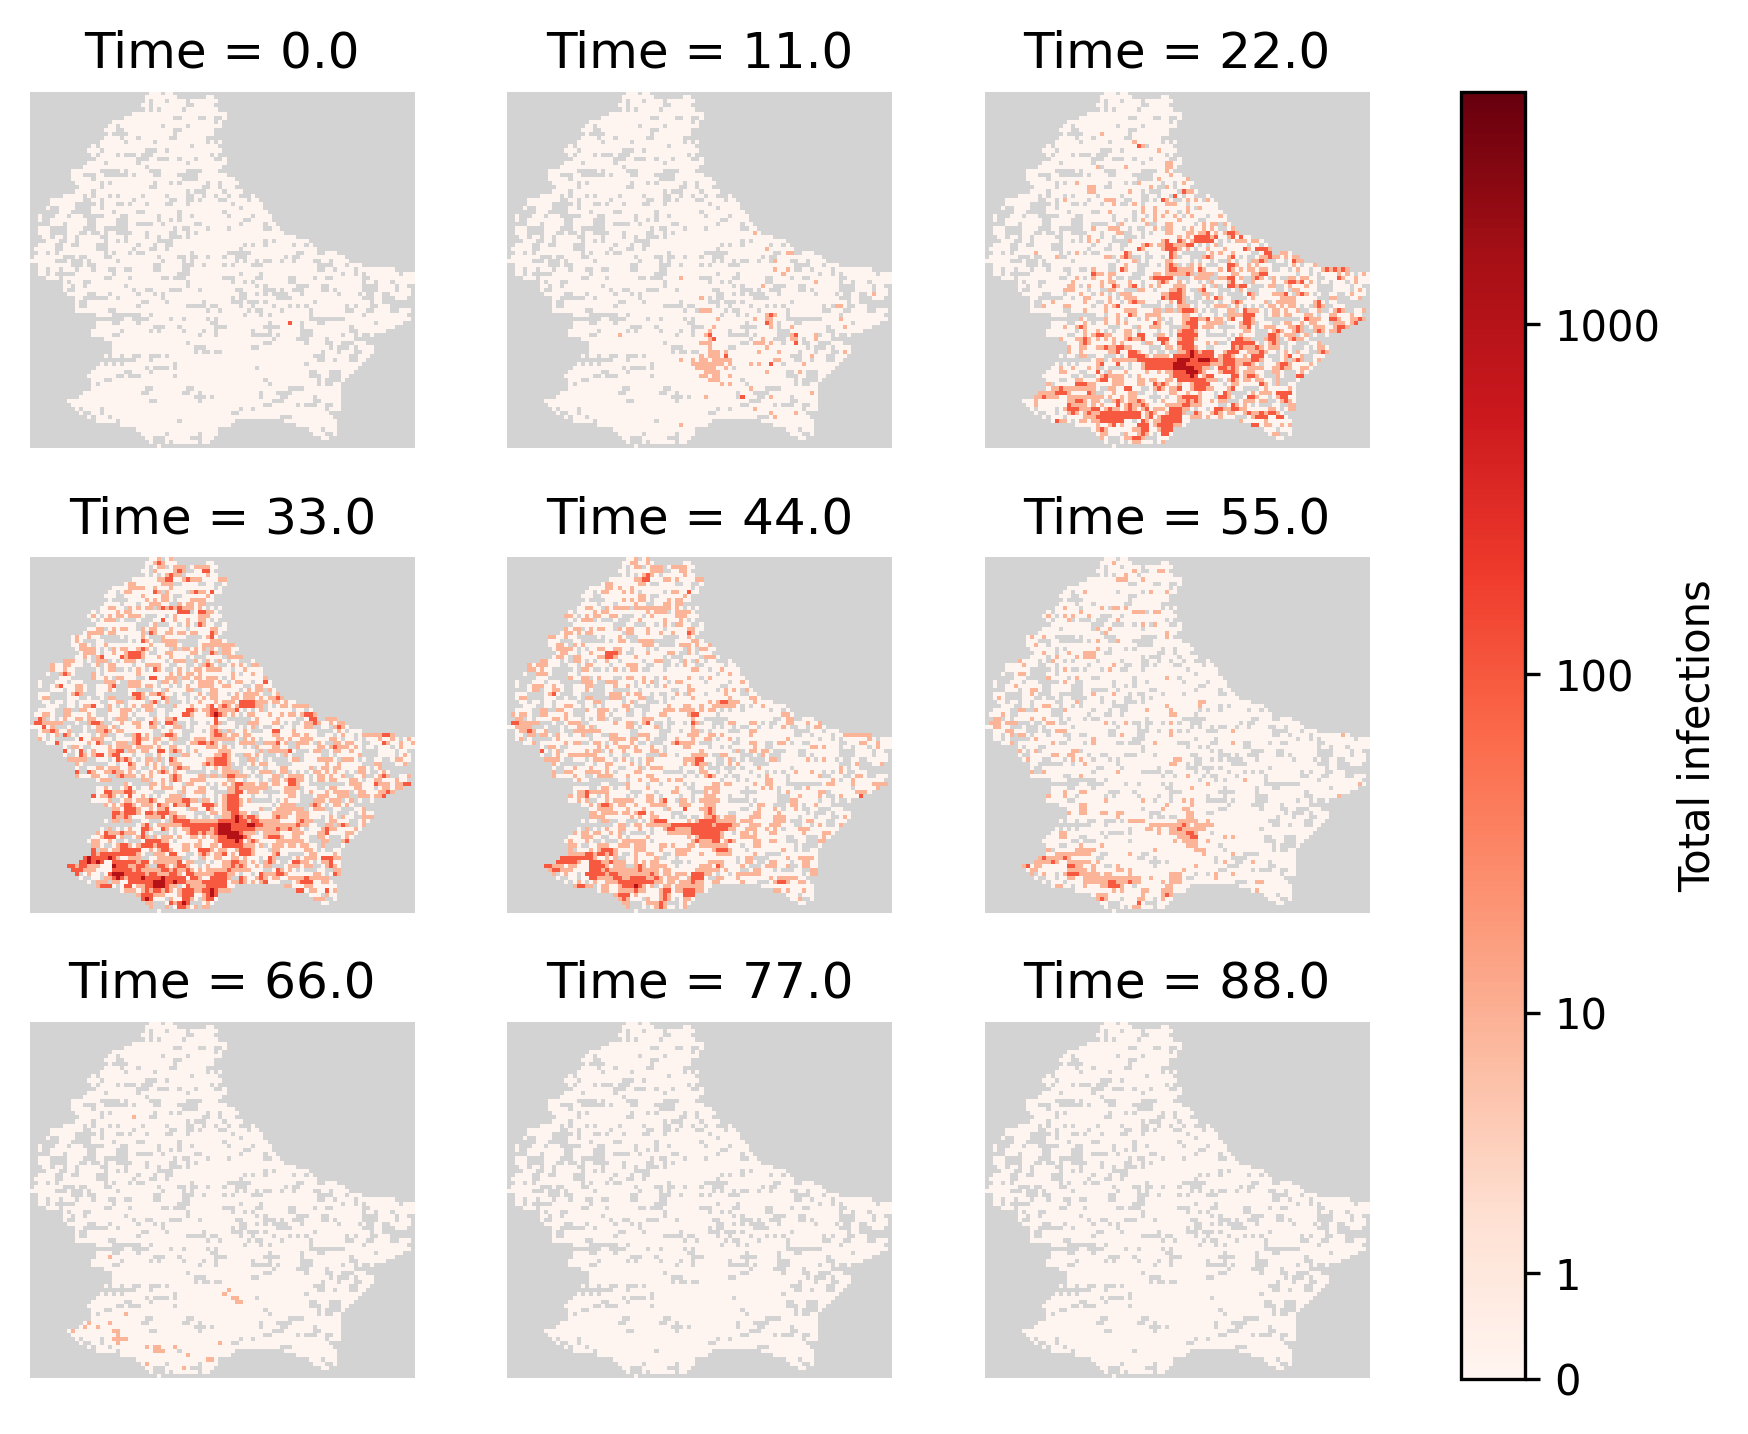 Time = 0.0
Time = 11.0
Time = 22.0
Time = 33.0
Time = 44.0
Time = 55.0
Time = 66.0
Time = 77.0
Time = 88.0
1000
100
10
1
0
Total infections